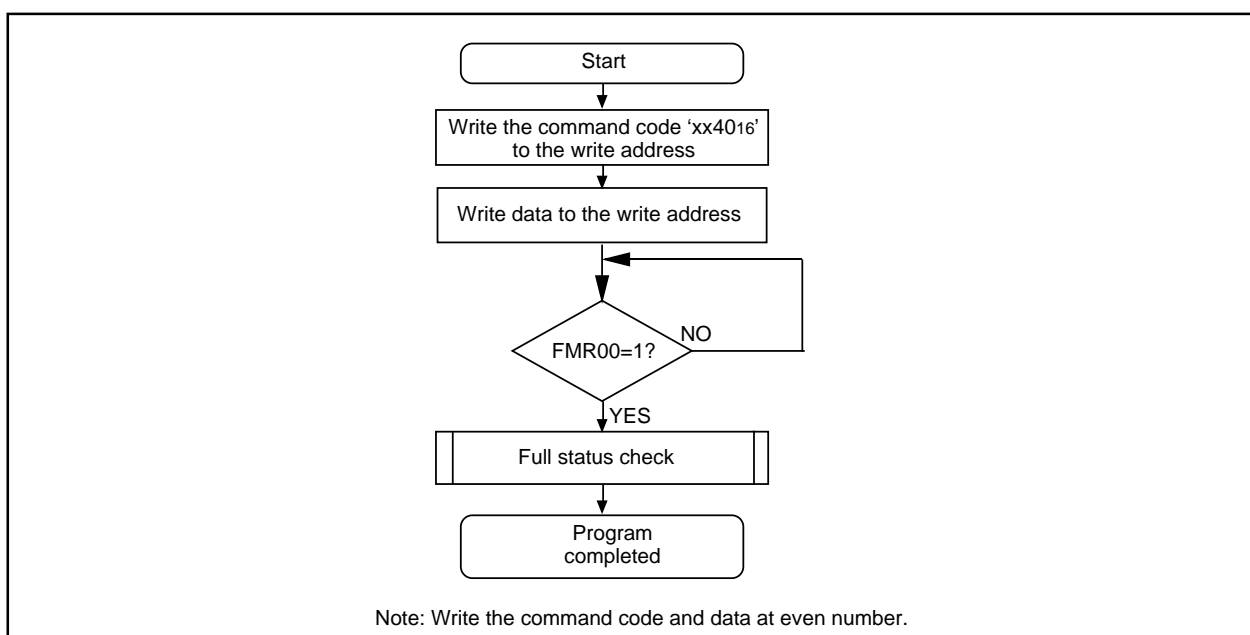 Start
Write the command code ‘xx4016’
to the write address
Write data to the write address
NO
FMR00=1?
YES
Full status check
Program
completed
Note: Write the command code and data at even number.